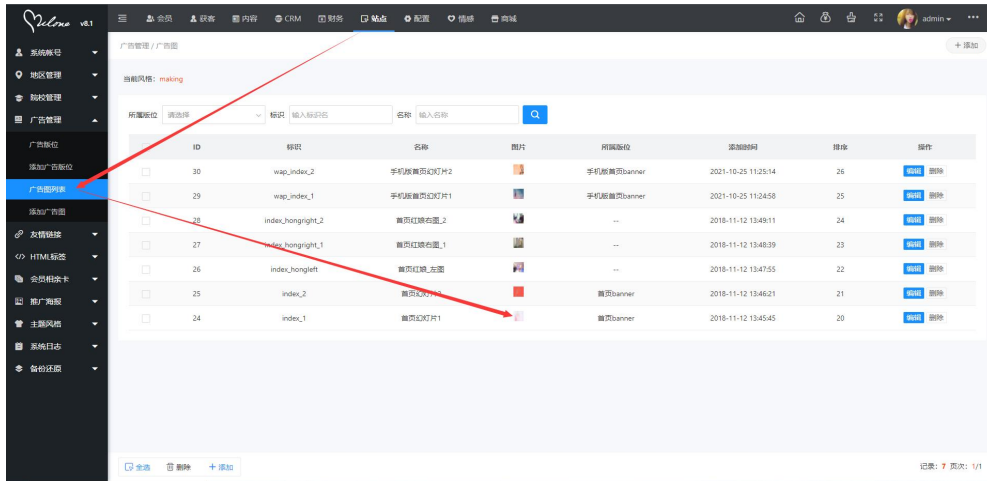 Melone v8.1
会员 获客 内容 CRM 财务 站点 配置 情感 商城 admin
系统帐号
地区管理
院校管理
广告管理
广告版位
添加广告版位
广告图列表
添加广告图
友情链接
HTML标签
会员相亲卡
推广海报
主题风格
系统日志
备份还原
广告管理 / 广告图 + 添加
当前风格：making
所属版位 请选择 标识 输入标识名 名称 输入名称
ID 标识 名称 图片 所属版位 添加时间 排序 操作
30 wap_index_2 手机版首页幻灯片2 手机版首页banner 2021-10-25 11:25:14 26 编辑 删除
29 wap_index_1 手机版首页幻灯片1 手机版首页banner 2021-10-25 11:24:58 25 编辑 删除
28 index_hongright_2 首页红娘右图_2 -- 2018-11-12 13:49:11 24 编辑 删除
27 index_hongright_1 首页红娘右图_1 -- 2018-11-12 13:48:39 23 编辑 删除
26 index_hongleft 首页红娘_左图 -- 2018-11-12 13:47:55 22 编辑 删除
25 index_2 首页幻灯片2 首页banner 2018-11-12 13:46:21 21 编辑 删除
24 index_1 首页幻灯片1 首页banner 2018-11-12 13:45:45 20 编辑 删除
全选 删除 + 添加 记录：7 页次：1/1